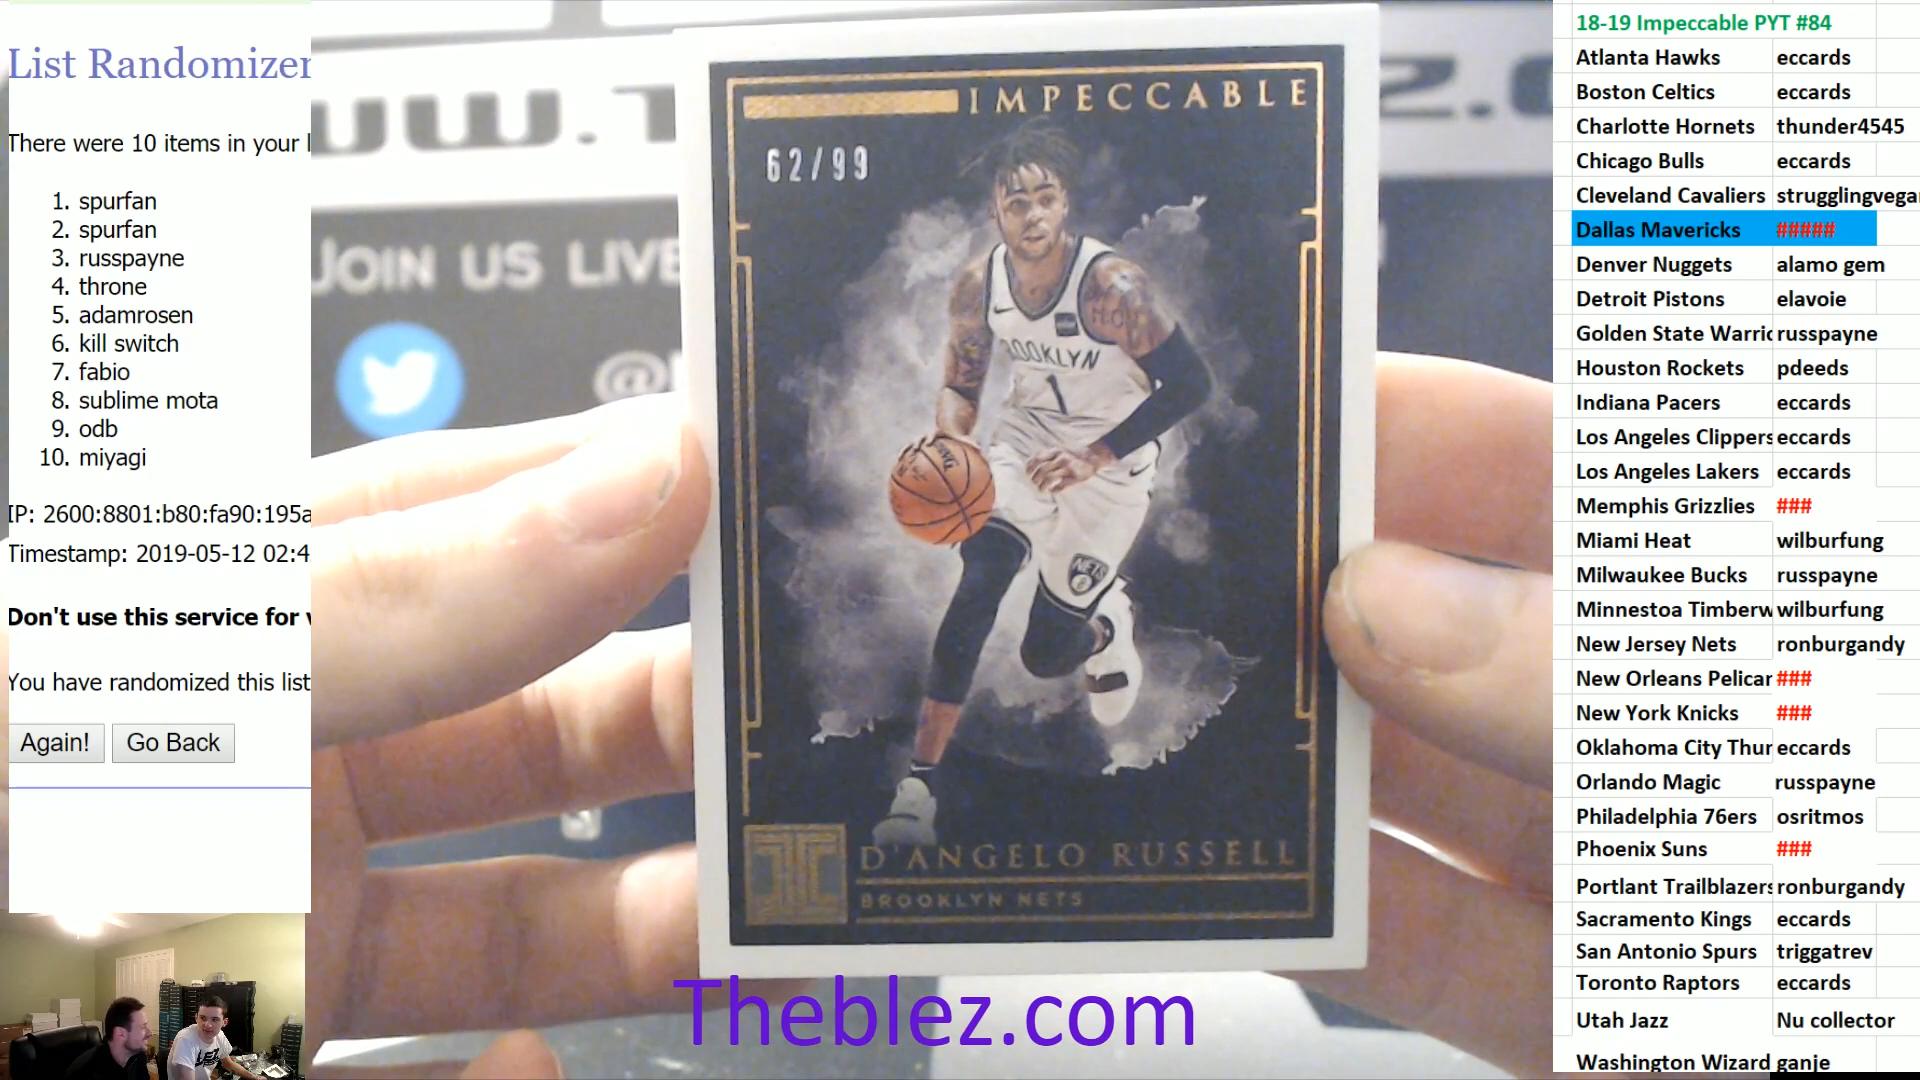 List Randomizer
There were 10 items in your
1. spurfan
2. spurfan
3. russpayne
4. throne
5. adamrosen
6. kill switch
7. fabio
8. sublime mota
9. odb
10. miyagi
IP: 2600:8801:b80:fa90:195a
Timestamp: 2019-05-12 02:4
Don't use this service for
You have randomized this list
Again! Go Back
JOIN US LIVE
@
IMPECCABLE
62/99
BROOKLYN
1
NETS
D'ANGELO RUSSELL
BROOKLYN NETS
Theblez.com
18-19 Impeccable PYT #84
Atlanta Hawks eccards
Boston Celtics eccards
Charlotte Hornets thunder4545
Chicago Bulls eccards
Cleveland Cavaliers strugglingvega
Dallas Mavericks #####
Denver Nuggets alamo gem
Detroit Pistons elavoie
Golden State Warric russpayne
Houston Rockets pdeeds
Indiana Pacers eccards
Los Angeles Clippers eccards
Los Angeles Lakers eccards
Memphis Grizzlies ###
Miami Heat wilburfung
Milwaukee Bucks russpayne
Minnestoa Timberw wilburfung
New Jersey Nets ronburgandy
New Orleans Pelicar ###
New York Knicks ###
Oklahoma City Thur eccards
Orlando Magic russpayne
Philadelphia 76ers osritmos
Phoenix Suns ###
Portlant Trailblazers ronburgandy
Sacramento Kings eccards
San Antonio Spurs triggatrev
Toronto Raptors eccards
Utah Jazz Nu collector
Washington Wizard ganje